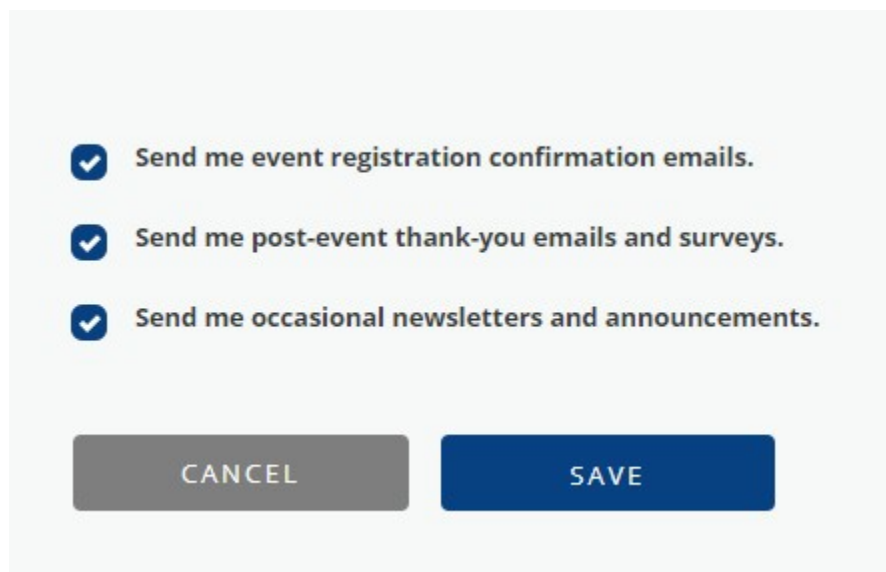 Send me event registration confirmation emails.
Send me post-event thank-you emails and surveys.
Send me occasional newsletters and announcements.
CANCEL SAVE